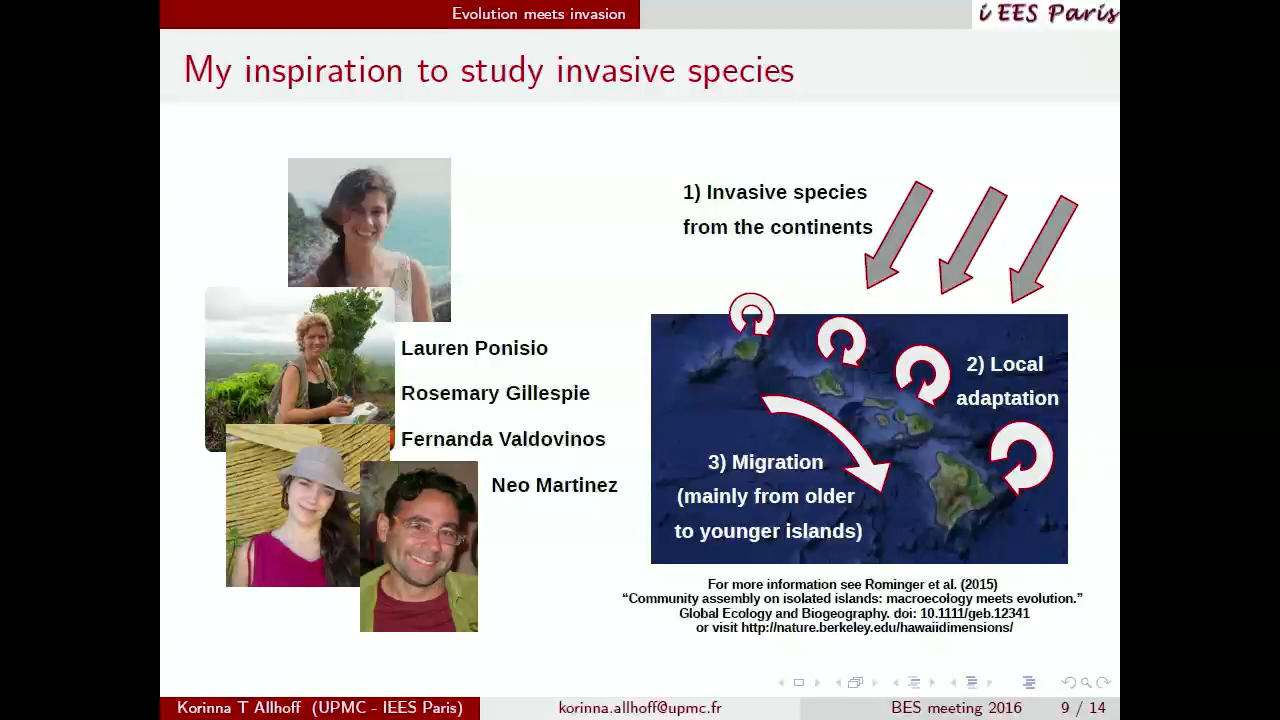 Evolution meets invasion
i EES Paris
My inspiration to study invasive species
Lauren Ponisio
Rosemary Gillespie
Fernanda Valdovinos
Neo Martinez
1) Invasive species
from the continents
2) Local
adaptation
3) Migration
(mainly from older
to younger islands)
For more information see Rominger et al. (2015)
“Community assembly on isolated islands: macroecology meets evolution.”
Global Ecology and Biogeography. doi: 10.1111/geb.12341
or visit http://nature.berkeley.edu/hawaiidimensions/
Korinna T Allhoff (UPMC - IEES Paris)
korinna.allhoff@upmc.fr
BES meeting 2016
9 / 14